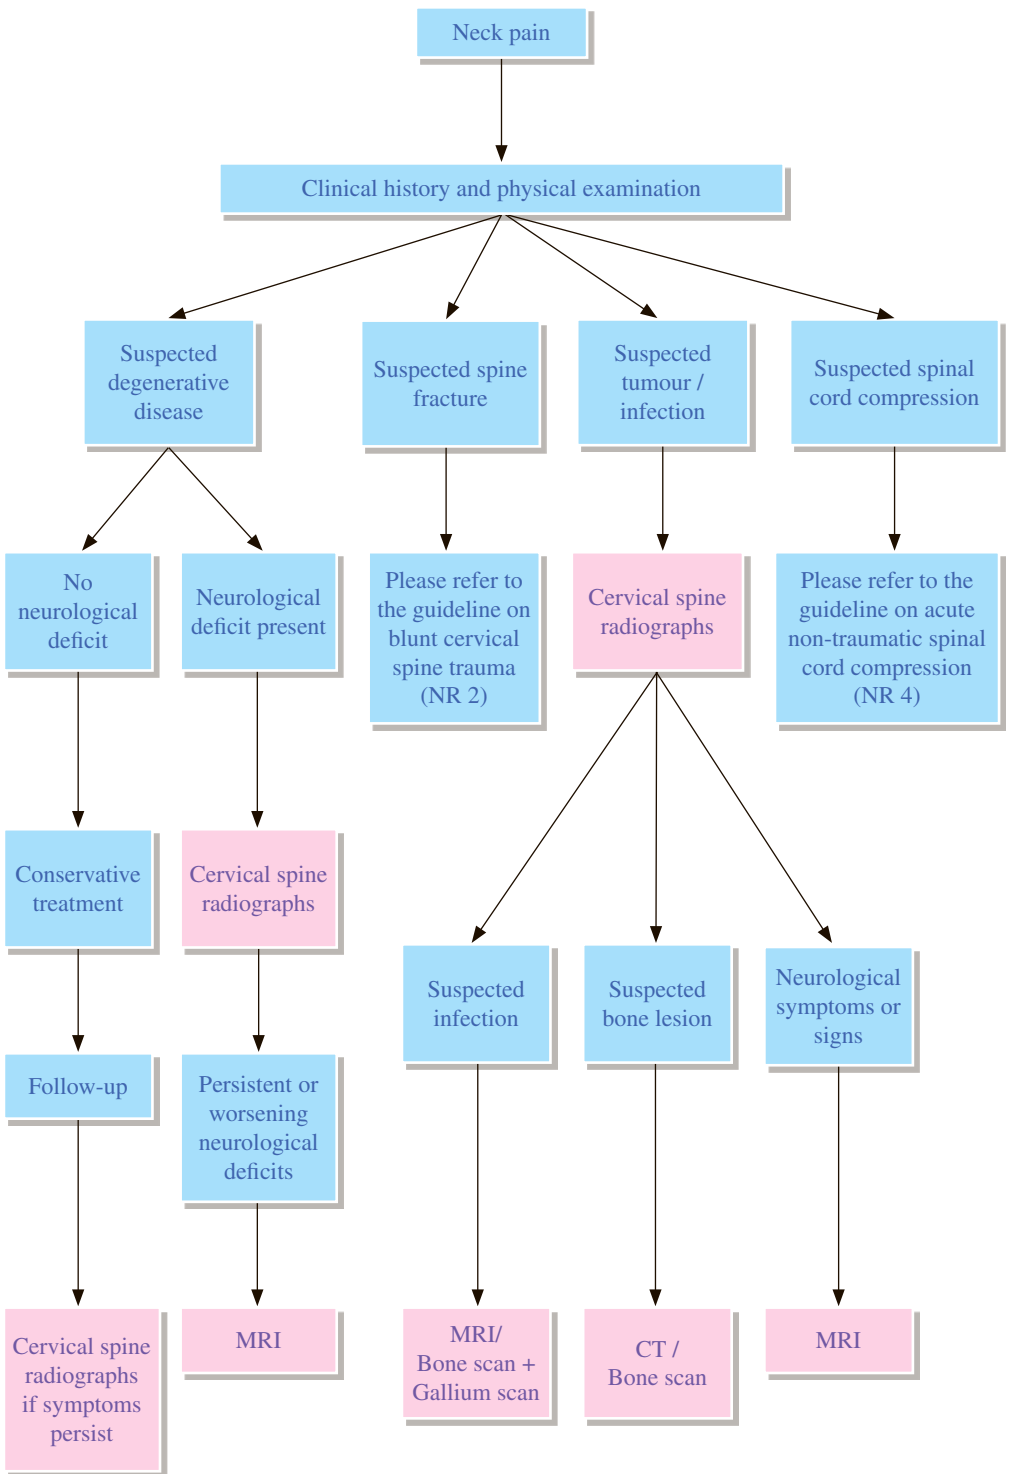 Neck pain
Clinical history and physical examination
Suspected
degenerative
disease
Suspected spine
fracture
Suspected
tumour /
infection
Suspected spinal
cord compression
No
neurological
deficit
Neurological
deficit present
Please refer to
the guideline on
blunt cervical
spine trauma
(NR 2)
Cervical spine
radiographs
Please refer to the
guideline on acute
non-traumatic spinal
cord compression
(NR 4)
Conservative
treatment
Cervical spine
radiographs
Suspected
infection
Suspected
bone lesion
Neurological
symptoms or
signs
Follow-up
Persistent or
worsening
neurological
deficits
Cervical spine
radiographs
if symptoms
persist
MRI
MRI/
Bone scan +
Gallium scan
CT /
Bone scan
MRI